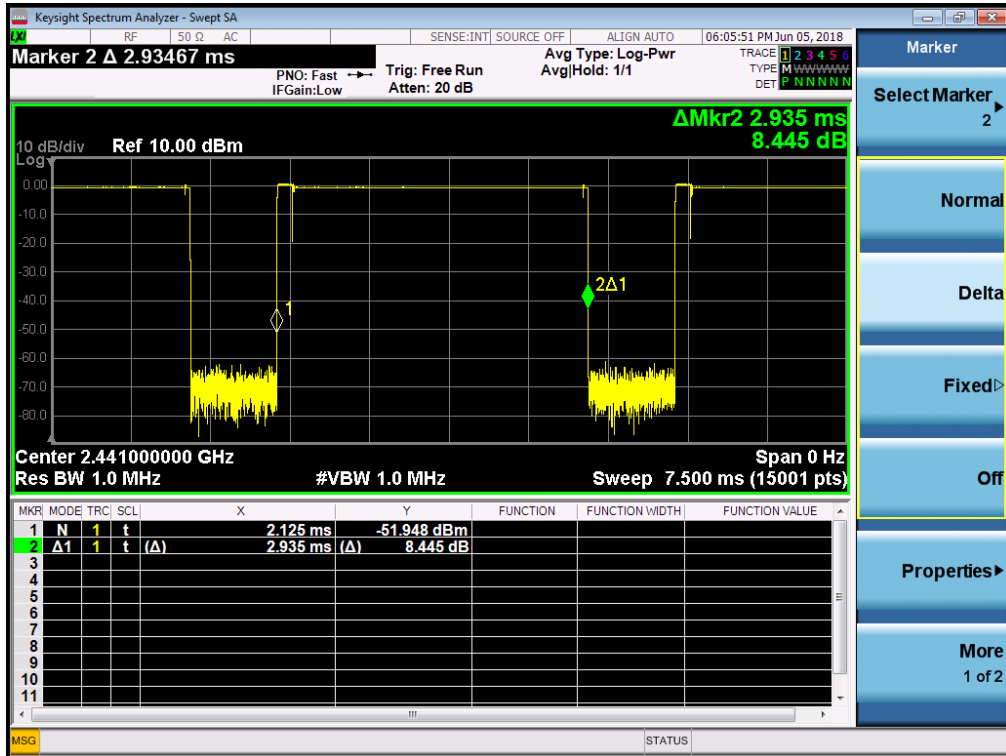 Keysight Spectrum Analyzer - Swept SA
LXI RF 50 Ω AC SENSE:INT SOURCE OFF ALIGN AUTO 06:05:51 PM Jun 05, 2018
Marker 2 Δ 2.93467 ms
PNO: Fast
IFGain:Low
Trig: Free Run
Atten: 20 dB
Avg Type: Log-Pwr
Avg|Hold: 1/1
TRACE 1 2 3 4 5 6
TYPE M WWWWW
DET P N N N N N
ΔMkr2 2.935 ms
8.445 dB
10 dB/div Ref 10.00 dBm
Log
0.00
-10.0
-20.0
-30.0
-40.0
-50.0
-60.0
-70.0
-80.0
1
2Δ1
Center 2.441000000 GHz Span 0 Hz
Res BW 1.0 MHz #VBW 1.0 MHz Sweep 7.500 ms (15001 pts)
MKR MODE TRC SCL X Y FUNCTION FUNCTION WIDTH FUNCTION VALUE
1 N 1 t 2.125 ms -51.948 dBm
2 Δ1 1 t (Δ) 2.935 ms (Δ) 8.445 dB
3
4
5
6
7
8
9
10
11
MSG STATUS
Marker
Select Marker
2
Normal
Delta
Fixed
Off
Properties
More
1 of 2